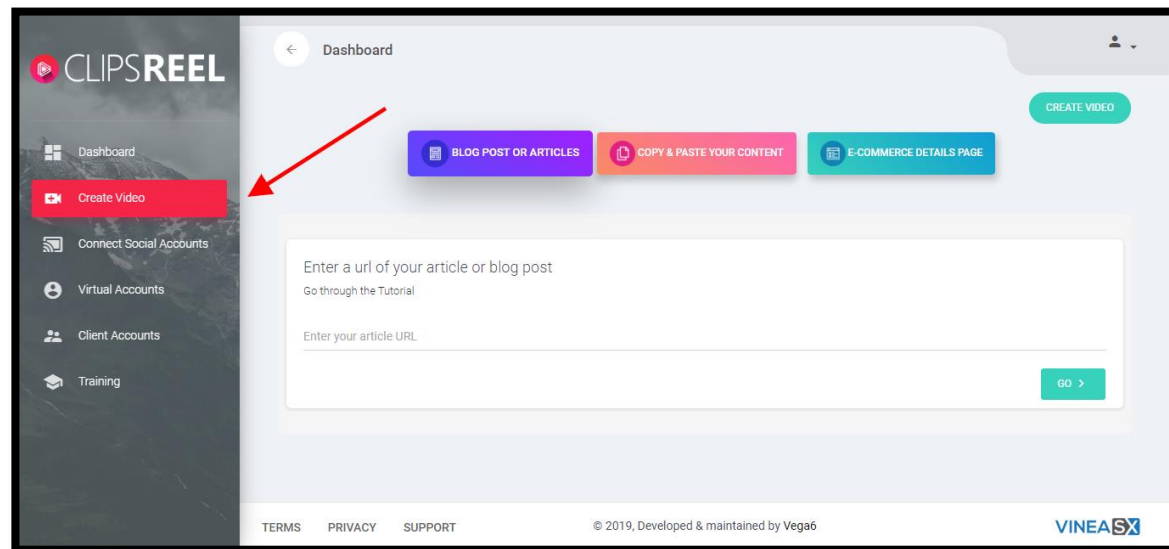 CLIPSREEL
Dashboard
Create Video
Connect Social Accounts
Virtual Accounts
Client Accounts
Training
Dashboard
CREATE VIDEO
BLOG POST OR ARTICLES
COPY & PASTE YOUR CONTENT
E-COMMERCE DETAILS PAGE
Enter a url of your article or blog post
Go through the Tutorial
Enter your article URL
GO >
TERMS PRIVACY SUPPORT © 2019, Developed & maintained by Vega6 VINEASX